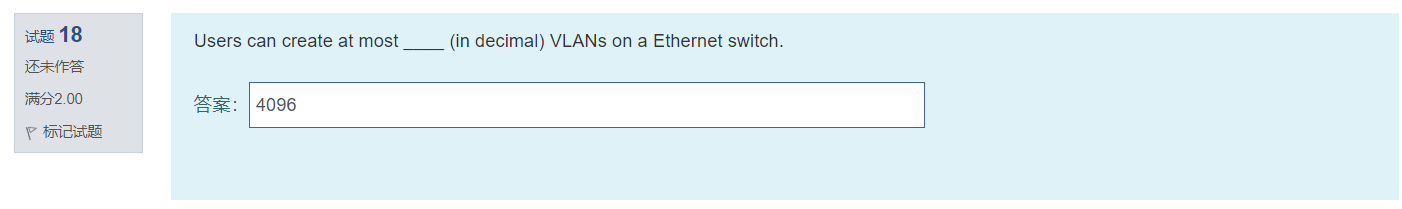 试题 18
还未作答
满分2.00
标记试题
Users can create at most ____ (in decimal) VLANs on a Ethernet switch.
答案： 4096